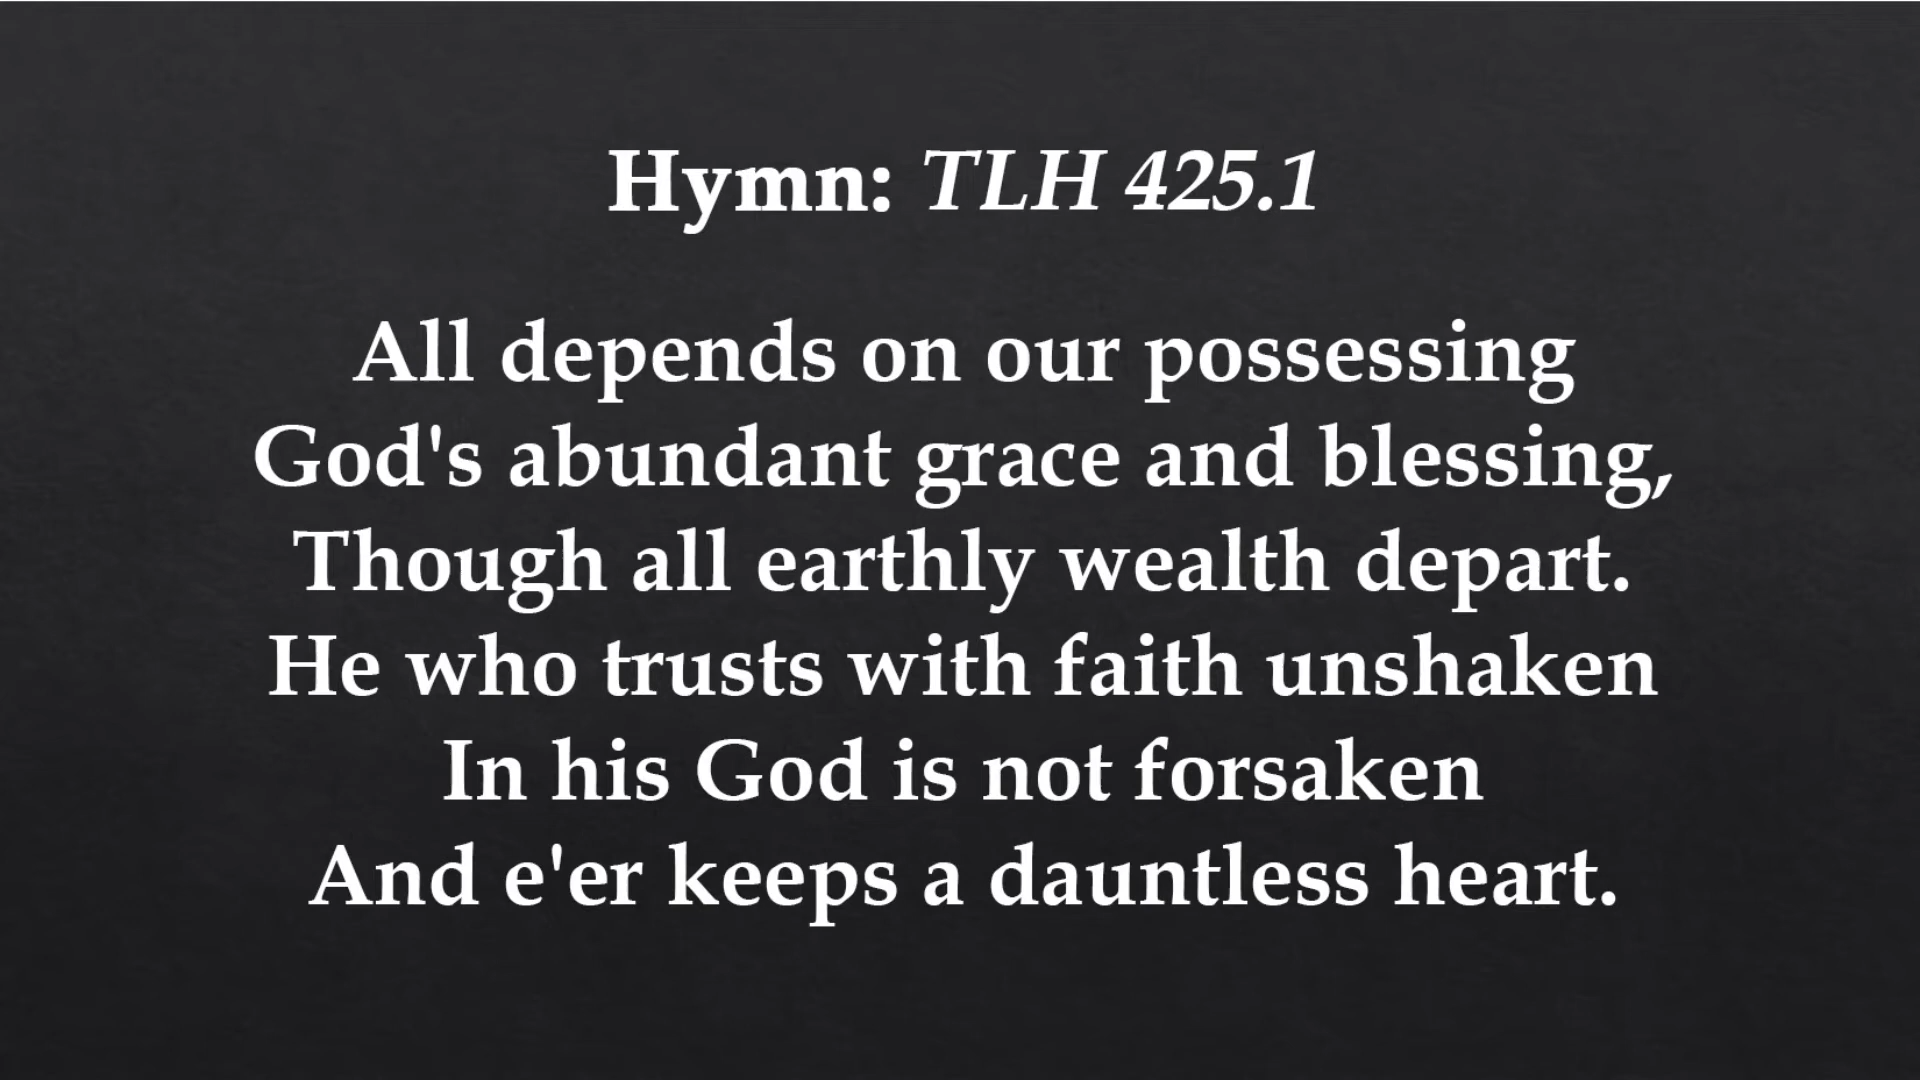 Hymn: TLH 425.1
All depends on our possessing
God's abundant grace and blessing,
Though all earthly wealth depart.
He who trusts with faith unshaken
In his God is not forsaken
And e'er keeps a dauntless heart.